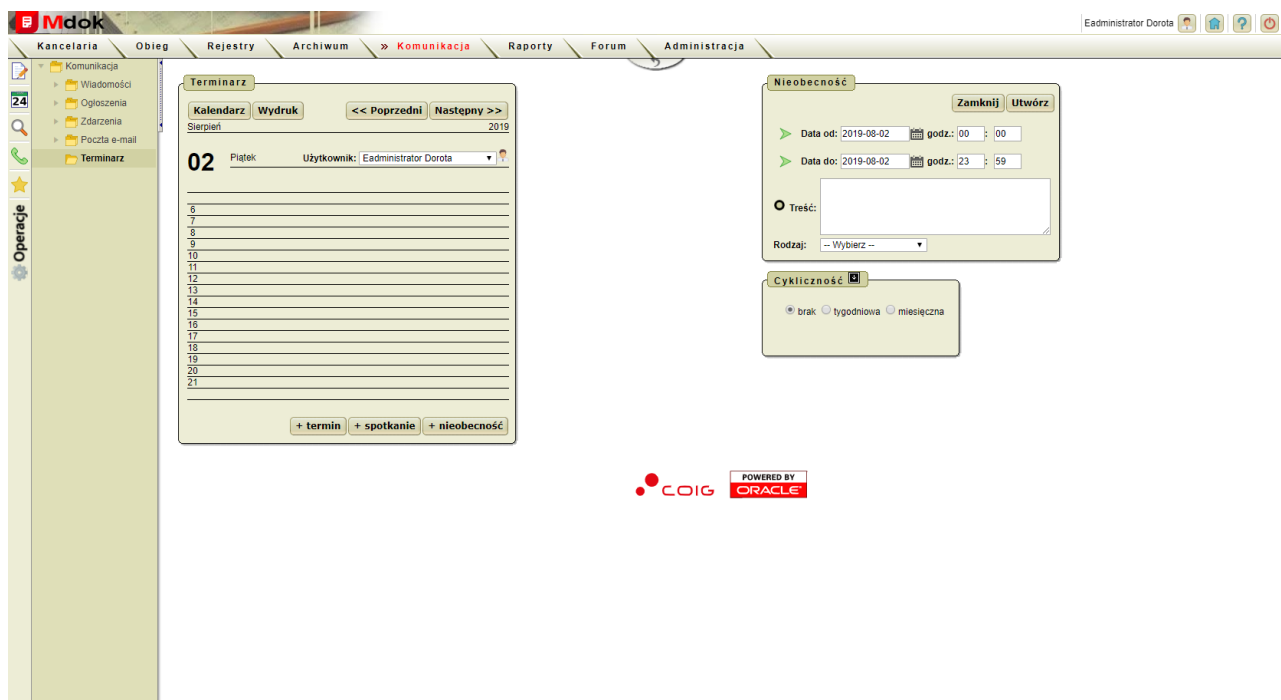 Mdok
Eadministrator Dorota
Kancelaria Obieg Rejestry Archiwum » Komunikacja Raporty Forum Administracja
Komunikacja
Wiadomości
Ogłoszenia
Zdarzenia
Poczta e-mail
Terminarz
24
Operacje
Terminarz
Kalendarz Wydruk << Poprzedni Następny >>
Sierpień 2019
02 Piątek Użytkownik: Eadministrator Dorota
6
7
8
9
10
11
12
13
14
15
16
17
18
19
20
21
+ termin + spotkanie + nieobecność
Nieobecność
Zamknij Utwórz
Data od: 2019-08-02 godz.: 00 : 00
Data do: 2019-08-02 godz.: 23 : 59
Treść:
Rodzaj: -- Wybierz --
Cykliczność
brak tygodniowa miesięczna
COIG
POWERED BY
ORACLE